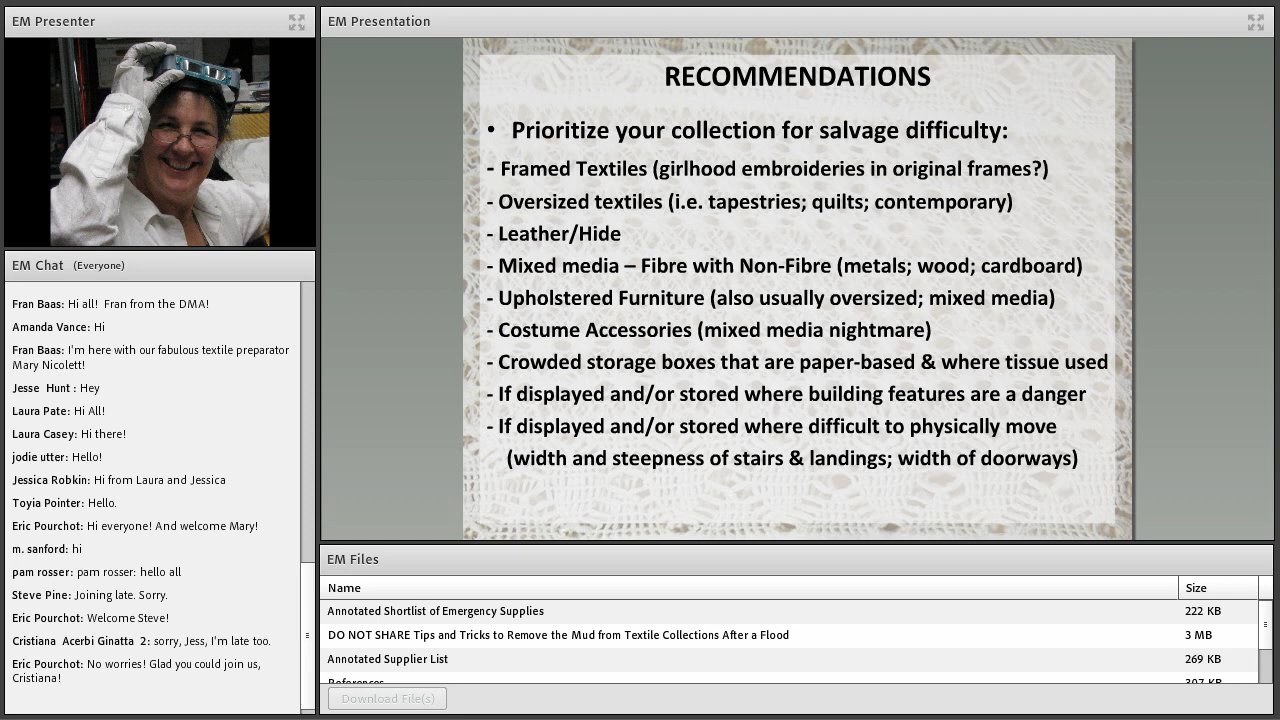 EM Presenter
EM Chat (Everyone)
Fran Baas: Hi all! Fran from the DMA!
Amanda Vance: Hi
Fran Baas: I'm here with our fabulous textile preparator
Mary Nicolett!
Jesse Hunt : Hey
Laura Pate: Hi All!
Laura Casey: Hi there!
jodie utter: Hello!
Jessica Robkin: Hi from Laura and Jessica
Toyia Pointer: Hello.
Eric Pourchot: Hi everyone! And welcome Mary!
m. sanford: hi
pam rosser: pam rosser: hello all
Steve Pine: Joining late. Sorry.
Eric Pourchot: Welcome Steve!
Cristiana Acerbi Ginatta 2: sorry, Jess, I'm late too.
Eric Pourchot: No worries! Glad you could join us,
Cristiana!
EM Presentation
RECOMMENDATIONS
• Prioritize your collection for salvage difficulty:
- Framed Textiles (girlhood embroideries in original frames?)
- Oversized textiles (i.e. tapestries; quilts; contemporary)
- Leather/Hide
- Mixed media – Fibre with Non-Fibre (metals; wood; cardboard)
- Upholstered Furniture (also usually oversized; mixed media)
- Costume Accessories (mixed media nightmare)
- Crowded storage boxes that are paper-based & where tissue used
- If displayed and/or stored where building features are a danger
- If displayed and/or stored where difficult to physically move
(width and steepness of stairs & landings; width of doorways)
EM Files
Name Size
Annotated Shortlist of Emergency Supplies 222 KB
DO NOT SHARE Tips and Tricks to Remove the Mud from Textile Collections After a Flood 3 MB
Annotated Supplier List 269 KB
References 307 KB
Download File(s)